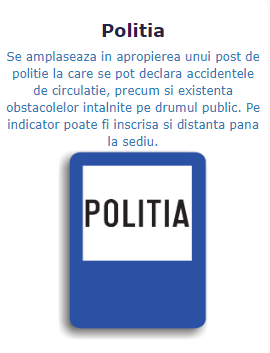 Politia
Se amplaseaza in apropierea unui post de
politie la care se pot declara accidentele
de circulatie, precum si existenta
obstacolelor intalnite pe drumul public. Pe
indicator poate fi inscrisa si distanta pana
la sediu.
POLITIA